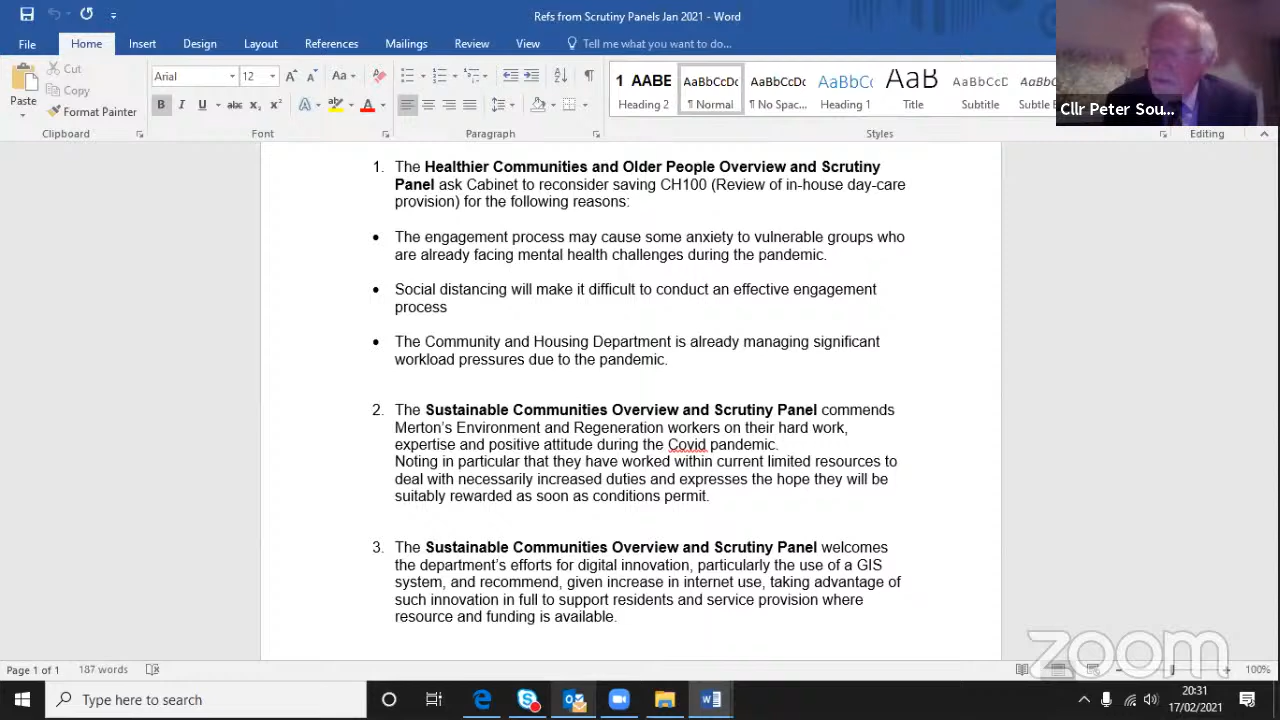 Refs from Scrutiny Panels Jan 2021 - Word
File Home Insert Design Layout References Mailings Review View Tell me what you want to do...
Cut
Copy
Paste
Format Painter
Arial 12
1 AABE AaBbCcDc AaBbCcDc AaBbCc AaB AaBbCcD AaBbCcDc
Heading 2 ¶ Normal ¶ No Spac... Heading 1 Title Subtitle Subtle E
Clipboard Font Paragraph Styles Editing
Cllr Peter Sou...
1. The Healthier Communities and Older People Overview and Scrutiny
Panel ask Cabinet to reconsider saving CH100 (Review of in-house day-care
provision) for the following reasons:
• The engagement process may cause some anxiety to vulnerable groups who
are already facing mental health challenges during the pandemic.
• Social distancing will make it difficult to conduct an effective engagement
process
• The Community and Housing Department is already managing significant
workload pressures due to the pandemic.
2. The Sustainable Communities Overview and Scrutiny Panel commends
Merton's Environment and Regeneration workers on their hard work,
expertise and positive attitude during the Covid pandemic.
Noting in particular that they have worked within current limited resources to
deal with necessarily increased duties and expresses the hope they will be
suitably rewarded as soon as conditions permit.
3. The Sustainable Communities Overview and Scrutiny Panel welcomes
the department's efforts for digital innovation, particularly the use of a GIS
system, and recommend, given increase in internet use, taking advantage of
such innovation in full to support residents and service provision where
resource and funding is available.
zoom
Page 1 of 1 187 words 100%
Type here to search
20:31
17/02/2021